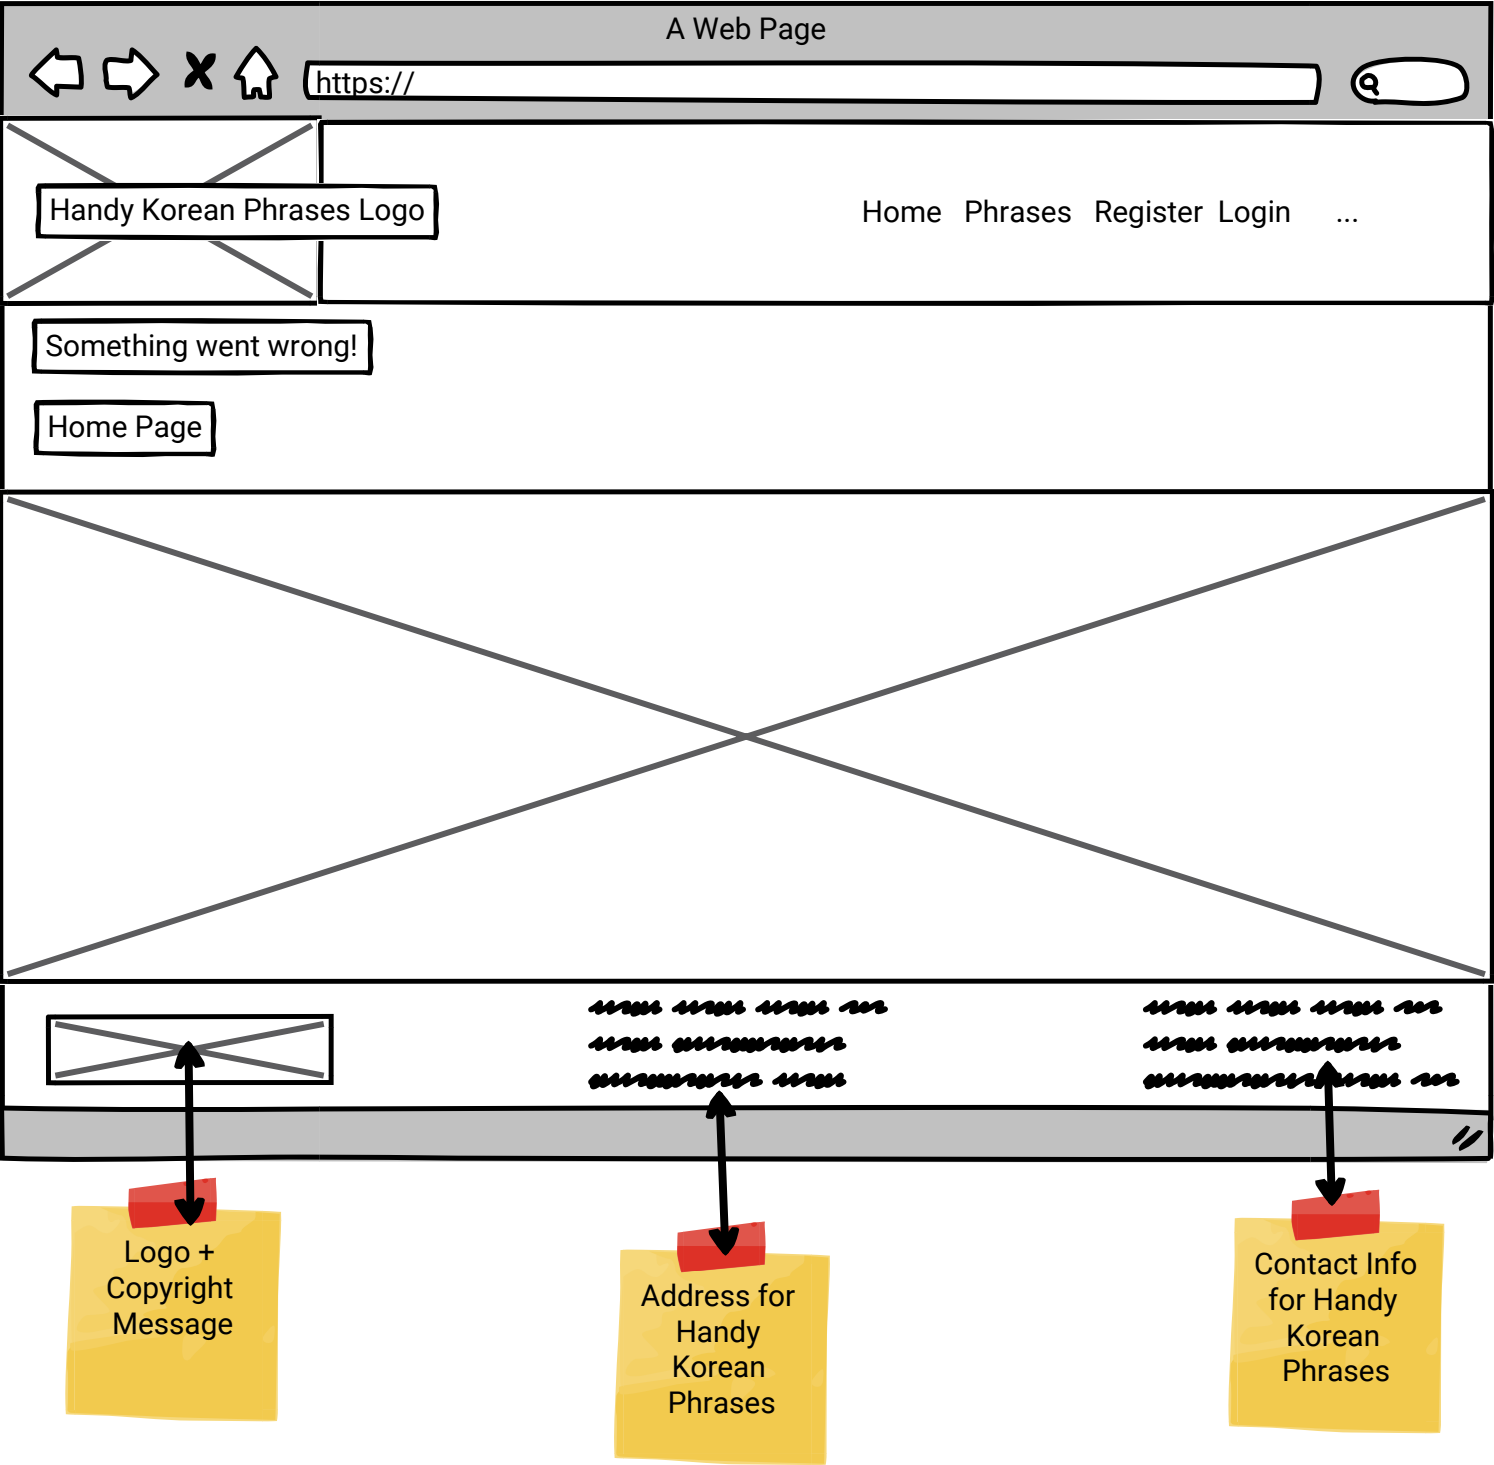 A Web Page
https://
Handy Korean Phrases Logo
Home Phrases Register Login ...
Something went wrong!
Home Page
Logo +
Copyright
Message
Address for
Handy
Korean
Phrases
Contact Info
for Handy
Korean
Phrases